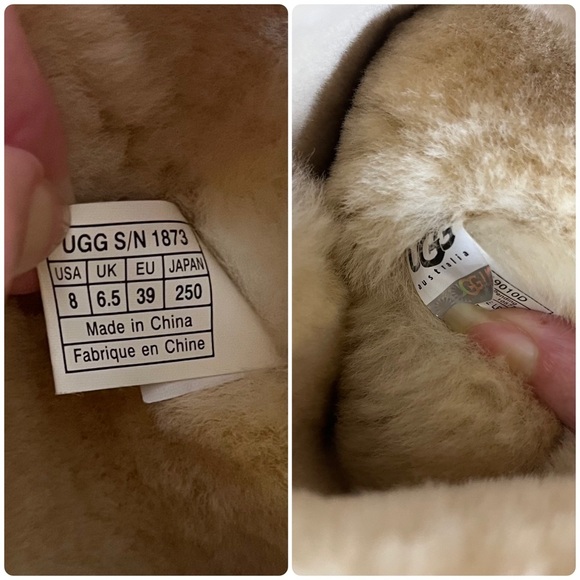 UGG S/N 1873
USA UK EU JAPAN
8 6.5 39 250
Made in China
Fabrique en Chine
UGG
australia
9010D